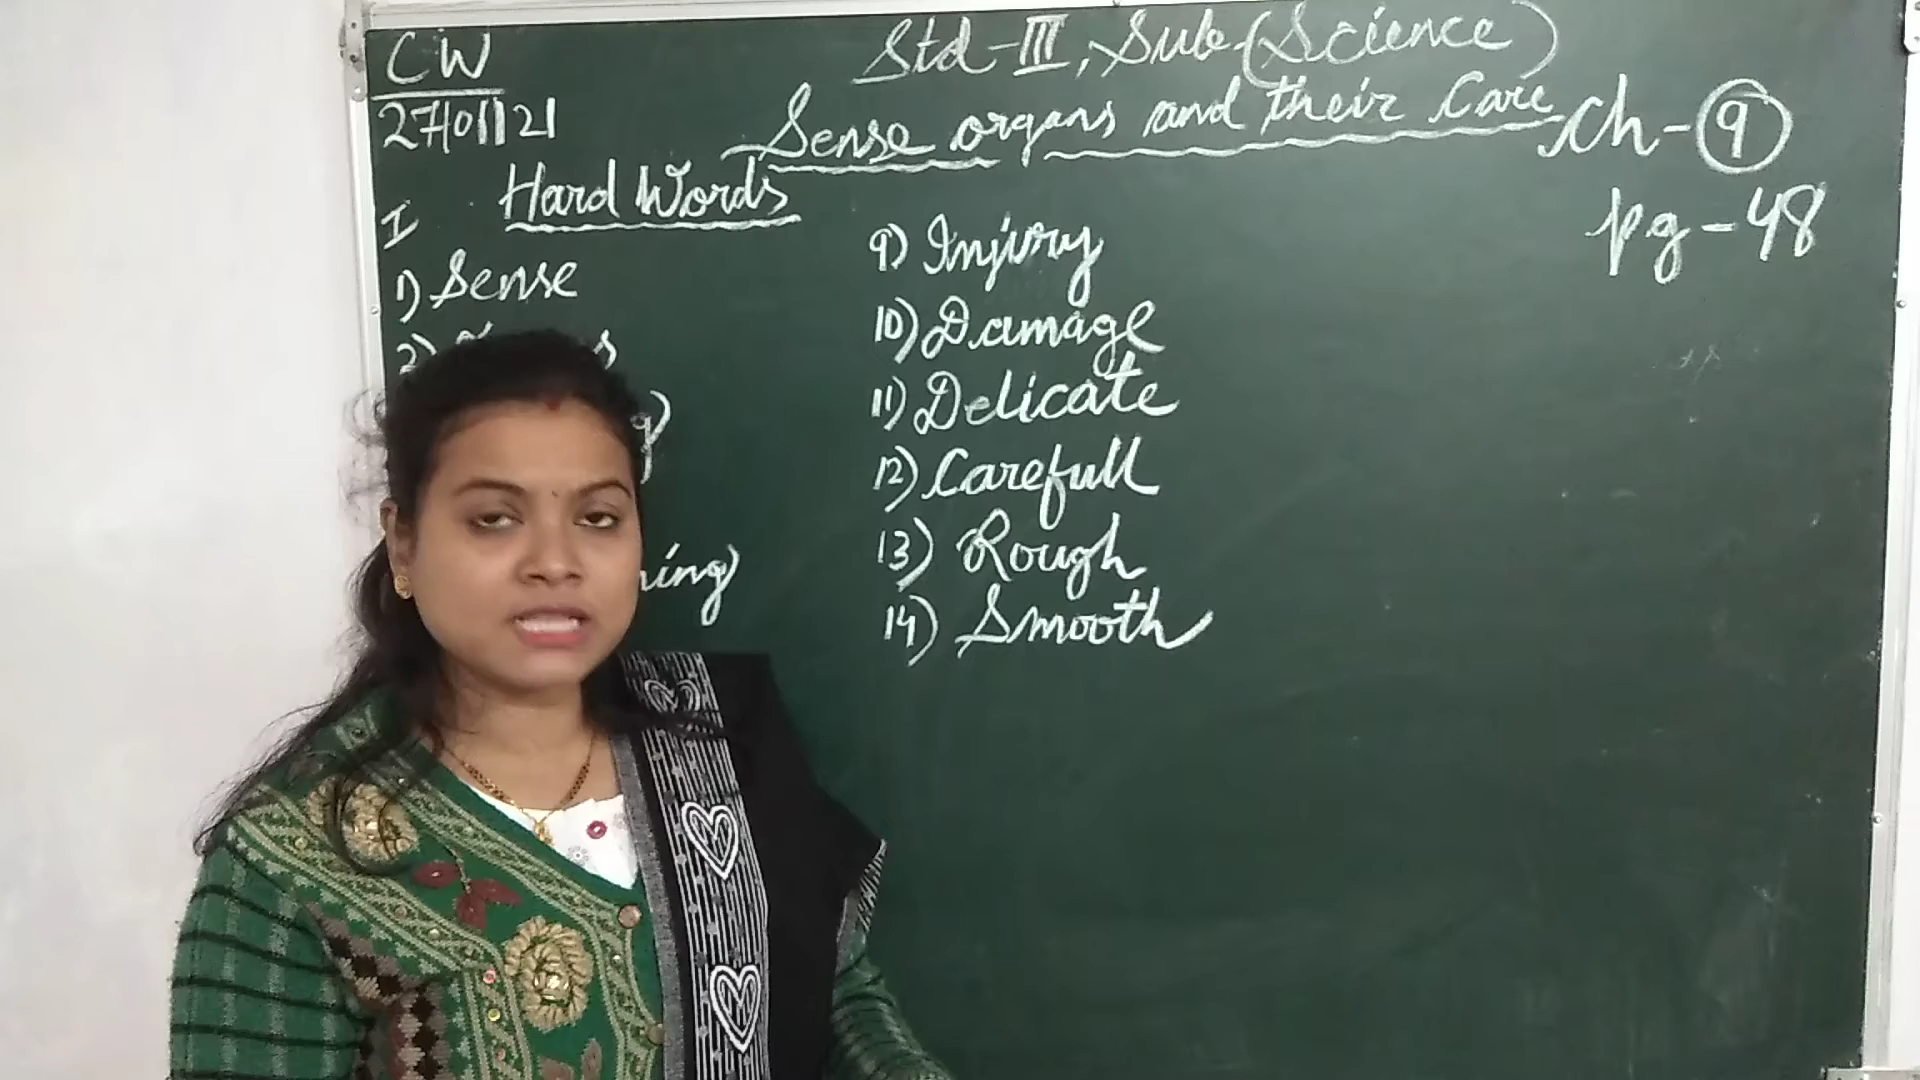 CW
Std-III, Sub-(Science)
27/01/21
Sense organs and their Care Ch-9
pg-48
I Hard Words
1) Sense
2)
9) Injury
10) Damage
11) Delicate
12) Carefull
13) Rough
14) Smooth